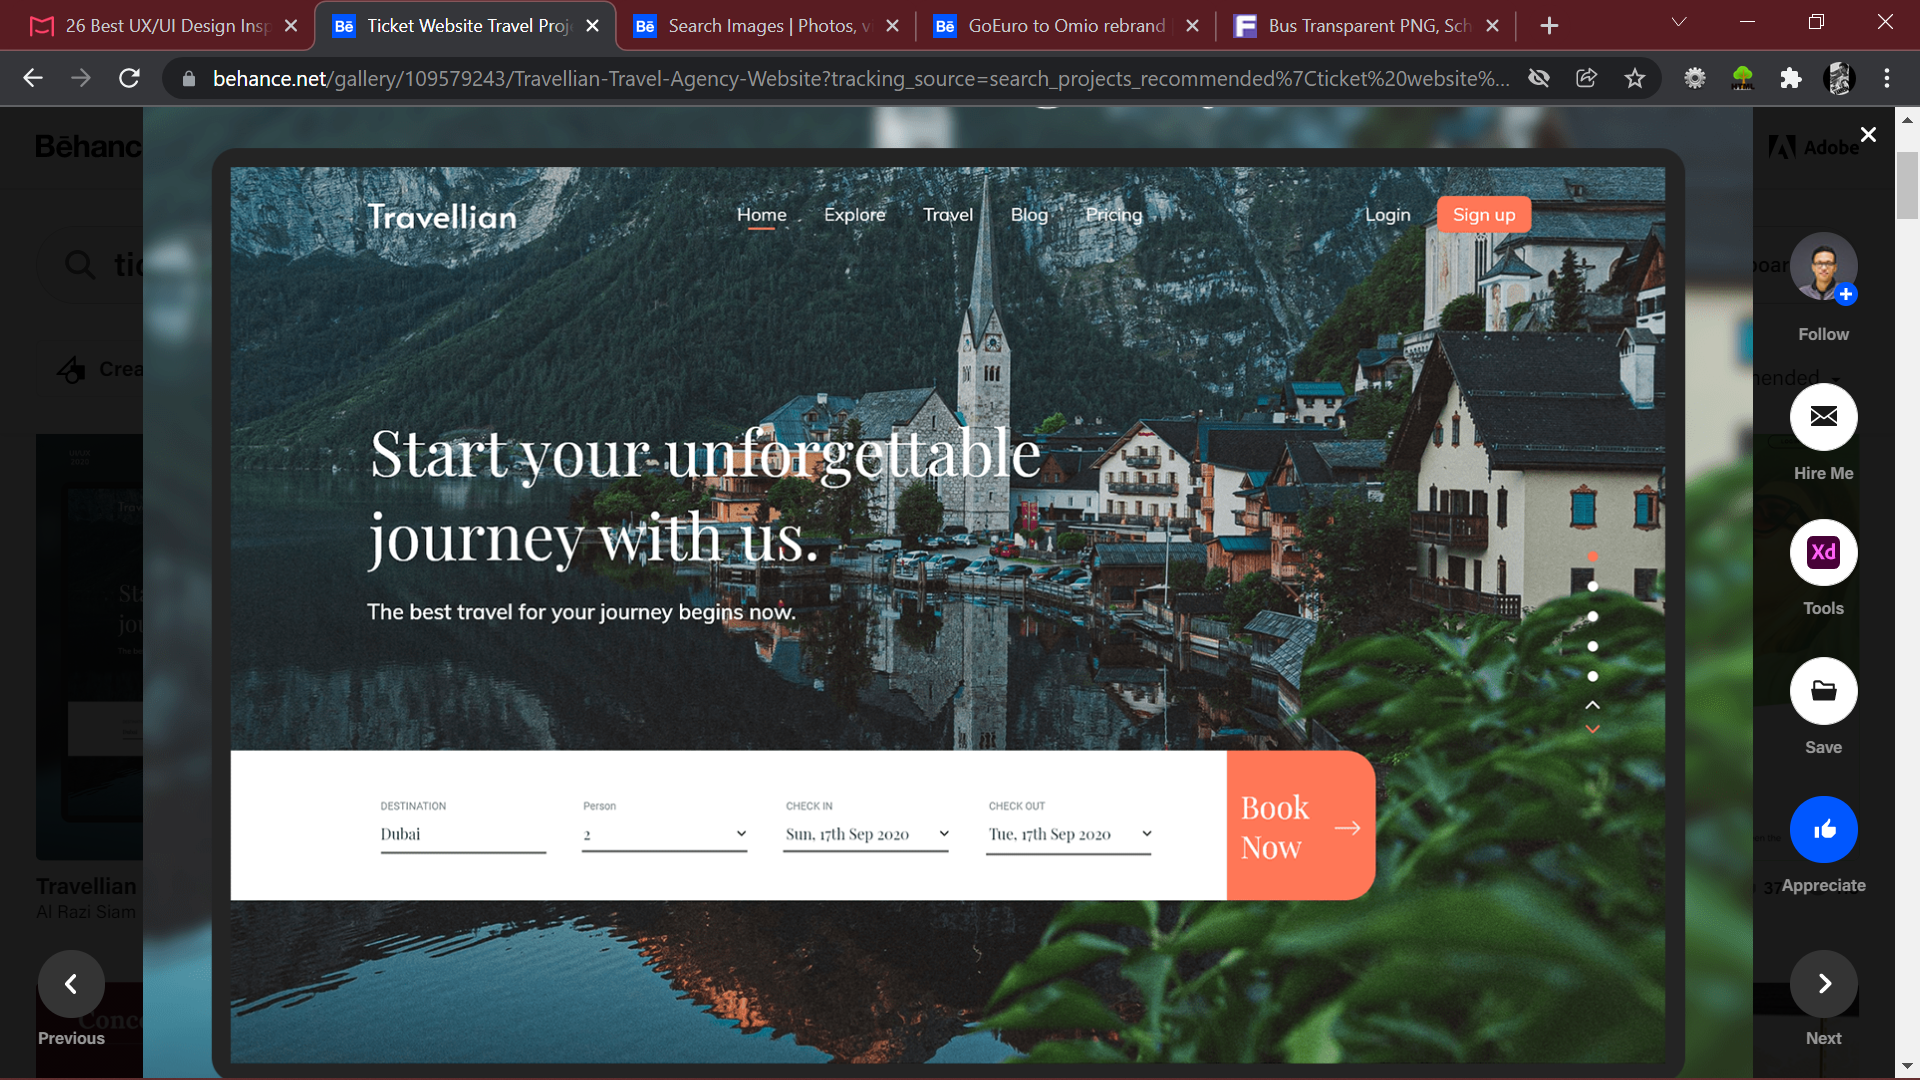 26 Best UX/UI Design Insp
Ticket Website Travel Proj
Search Images | Photos, vi
GoEuro to Omio rebrand
Bus Transparent PNG, Sch
behance.net/gallery/109579243/Travellian-Travel-Agency-Website?tracking_source=search_projects_recommended%7Cticket%20website%...
Bēhanc
Adobe
Travellian
Home
Explore
Travel
Blog
Pricing
Login
Sign up
tic
Crea
Follow
Hire Me
Start your unforgettable
journey with us.
The best travel for your journey begins now.
Xd
Tools
Save
DESTINATION
Dubai
Person
2
CHECK IN
Sun, 17th Sep 2020
CHECK OUT
Tue, 17th Sep 2020
Book
Now
Appreciate
Travellian
Al Razi Siam
Previous
Conc
Next